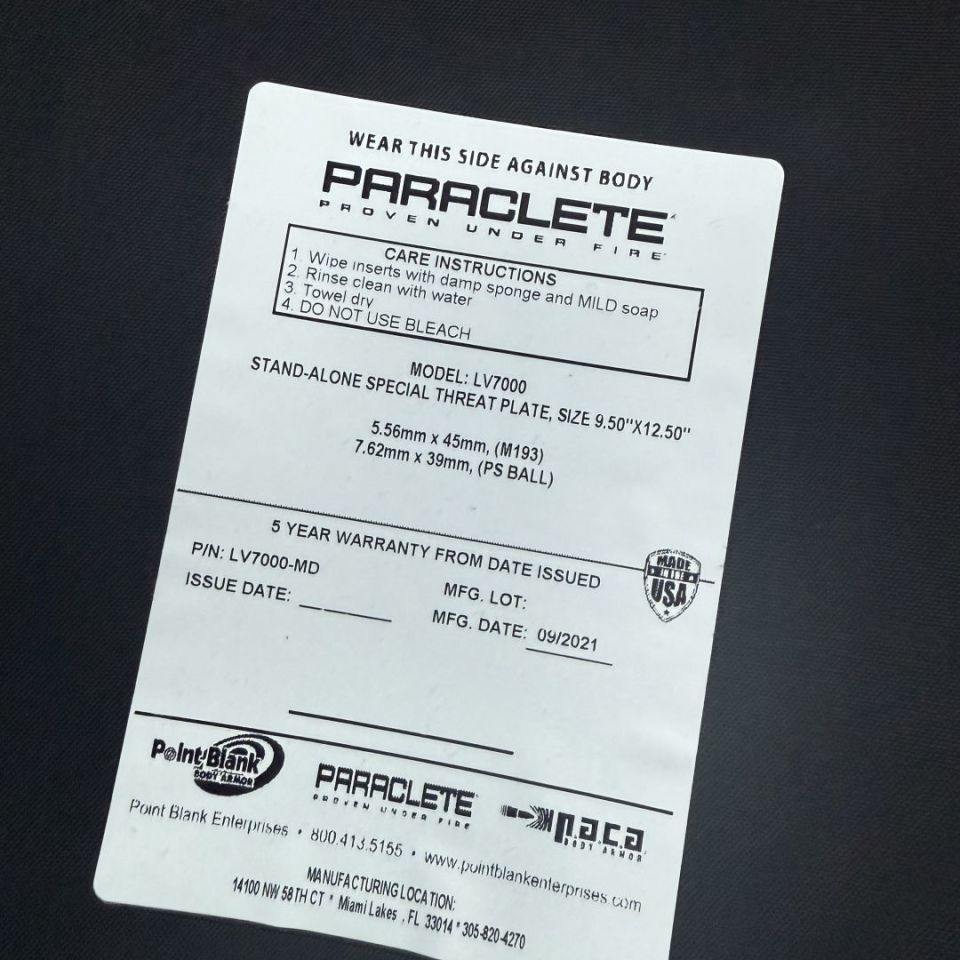 WEAR THIS SIDE AGAINST BODY
PARACLETE
PROVEN UNDER FIRE
CARE INSTRUCTIONS
1. Wipe inserts with damp sponge and MILD soap
2. Rinse clean with water
3. Towel dry
4. DO NOT USE BLEACH
MODEL: LV7000
STAND-ALONE SPECIAL THREAT PLATE, SIZE 9.50"X12.50"
5.56mm x 45mm, (M193)
7.62mm x 39mm, (PS BALL)
5 YEAR WARRANTY FROM DATE ISSUED
P/N: LV7000-MD
MFG. LOT:
ISSUE DATE:
MFG. DATE: 09/2021
MADE
IN THE
USA
Point Blank
BODY ARMOR
PARACLETE
PROVEN UNDER FIRE
p.a.c.a
BODY ARMOR
Point Blank Enterprises • 800.413.5155 • www.pointblankenterprises.com
MANUFACTURING LOCATION:
14100 NW 58TH CT * Miami Lakes , FL 33014 * 305-820-4270